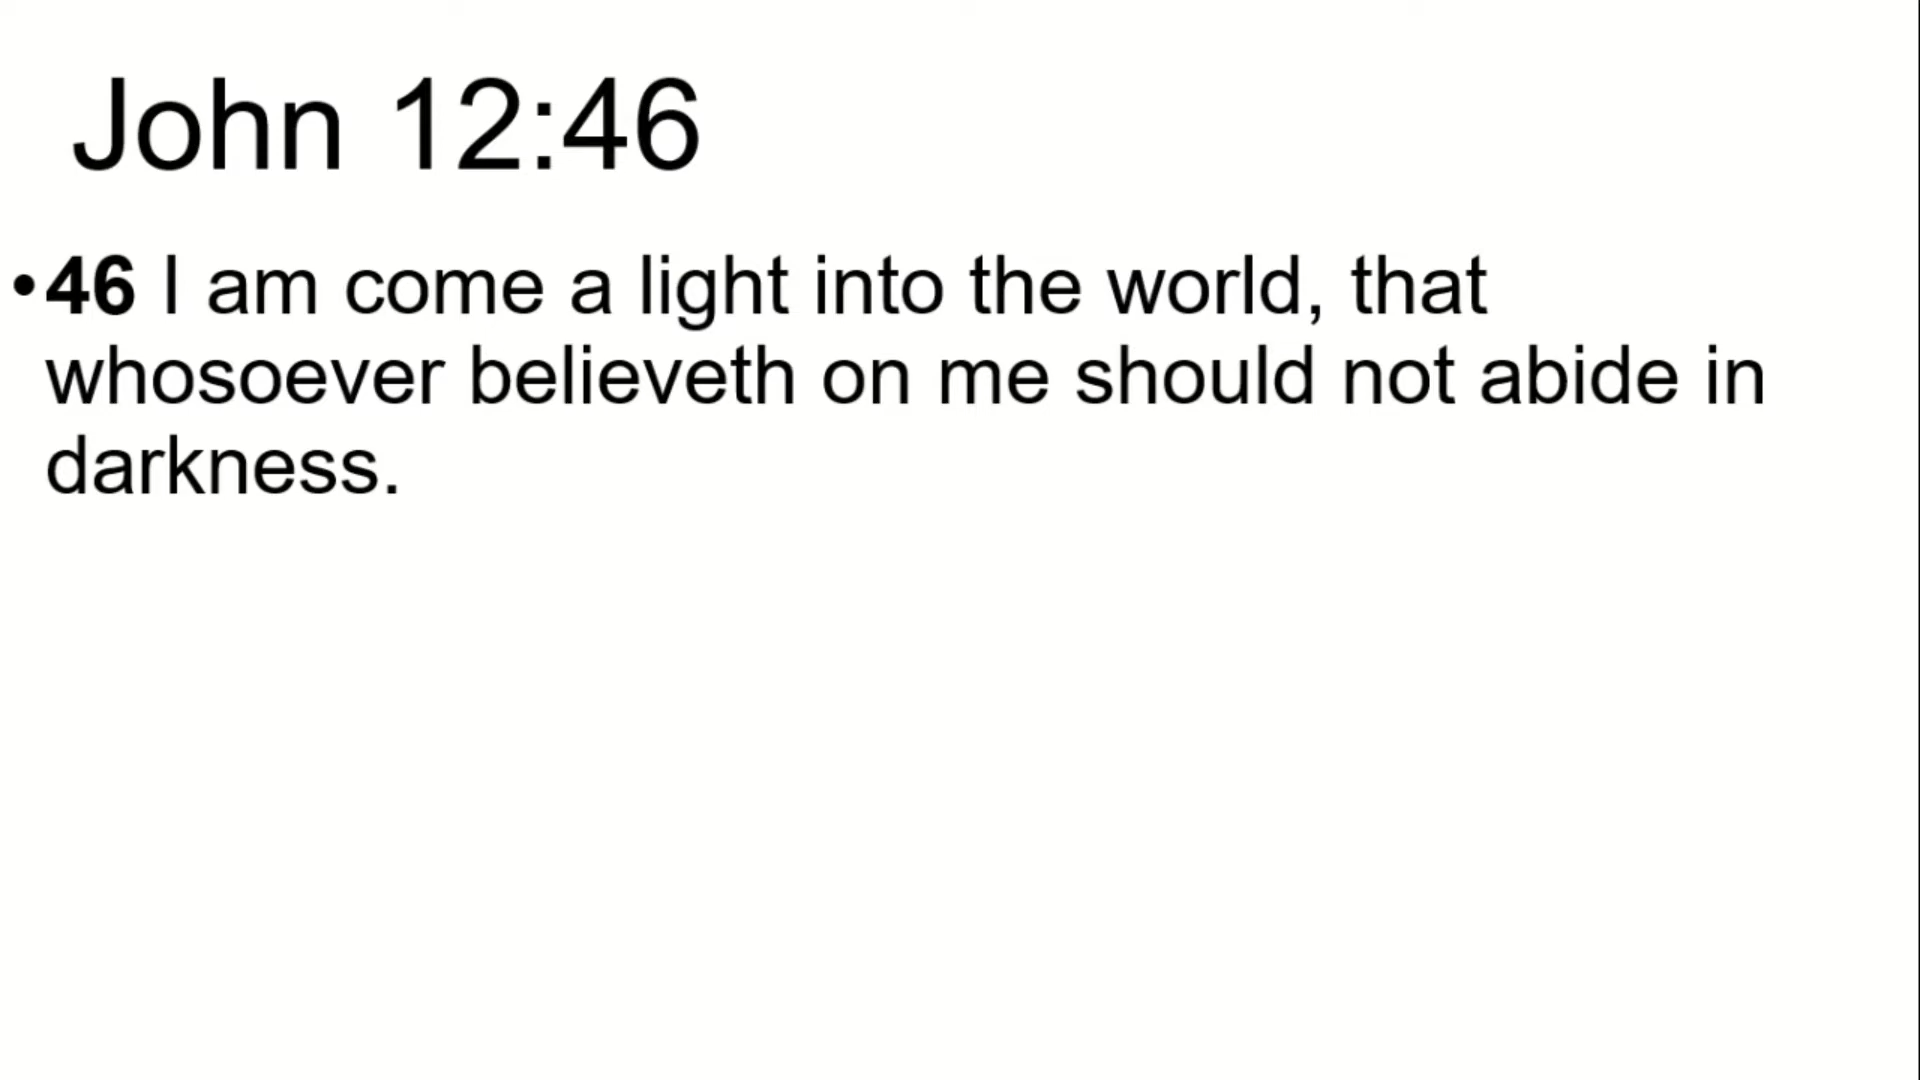 John 12:46
•46 I am come a light into the world, that
whosoever believeth on me should not abide in
darkness.